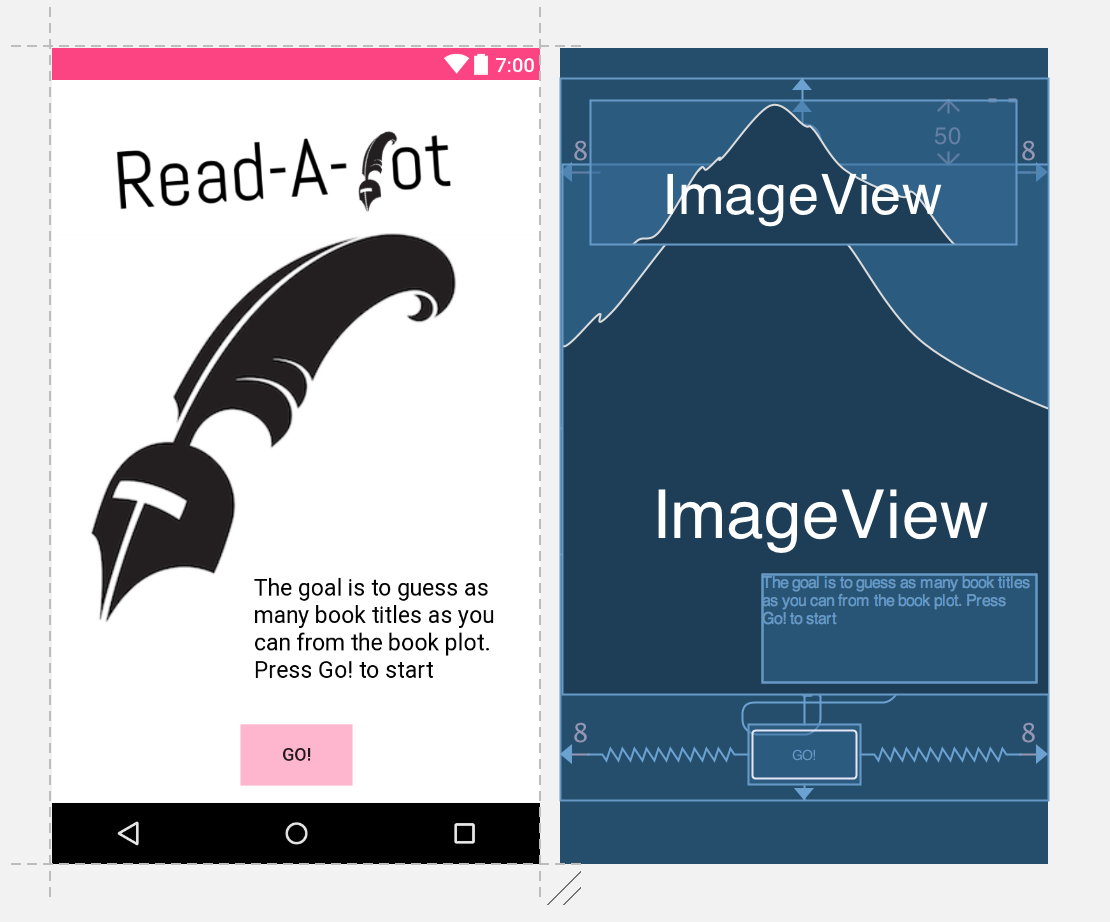 7:00
Read-A-lot
The goal is to guess as
many book titles as you
can from the book plot.
Press Go! to start
GO!
50
8
8
ImageView
ImageView
The goal is to guess as many book titles
as you can from the book plot. Press
Go! to start
8
8
GO!